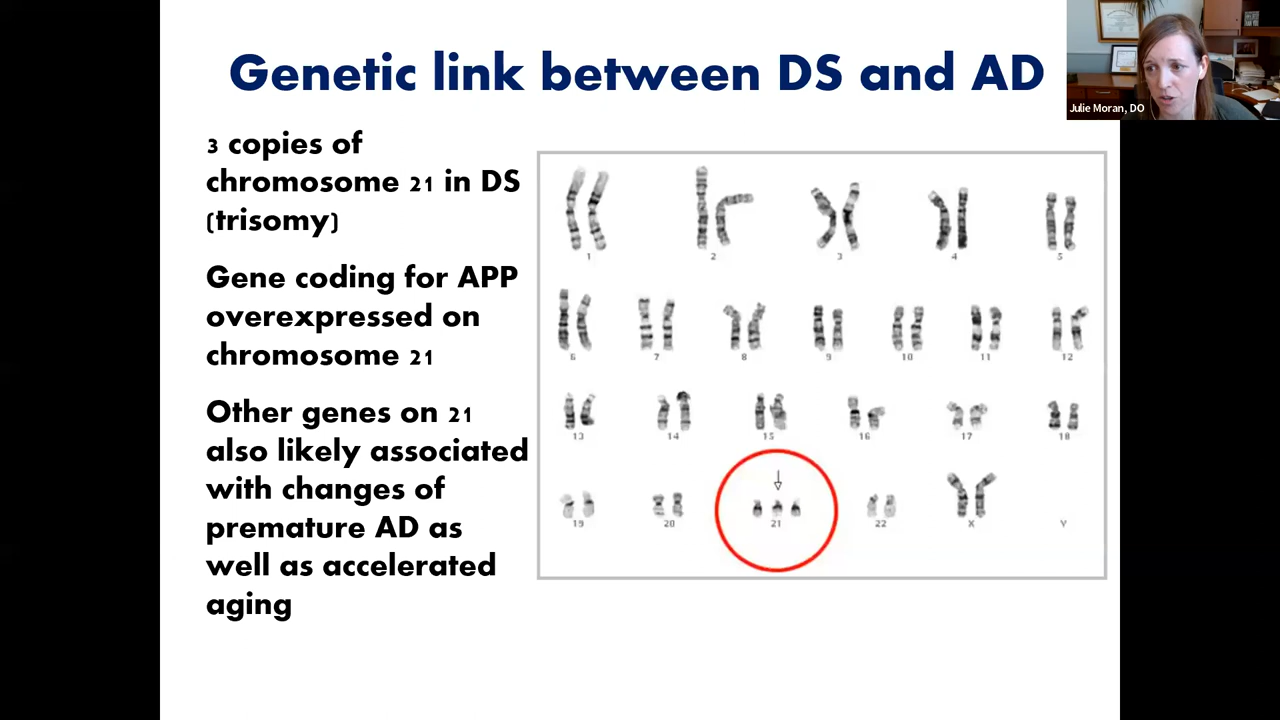 Genetic link between DS and AD
Julie Moran, DO
3 copies of
chromosome 21 in DS
(trisomy)
Gene coding for APP
overexpressed on
chromosome 21
Other genes on 21
also likely associated
with changes of
premature AD as
well as accelerated
aging
1 2 3 4 5
6 7 8 9 10 11 12
13 14 15 16 17 18
19 20 21 22 X Y